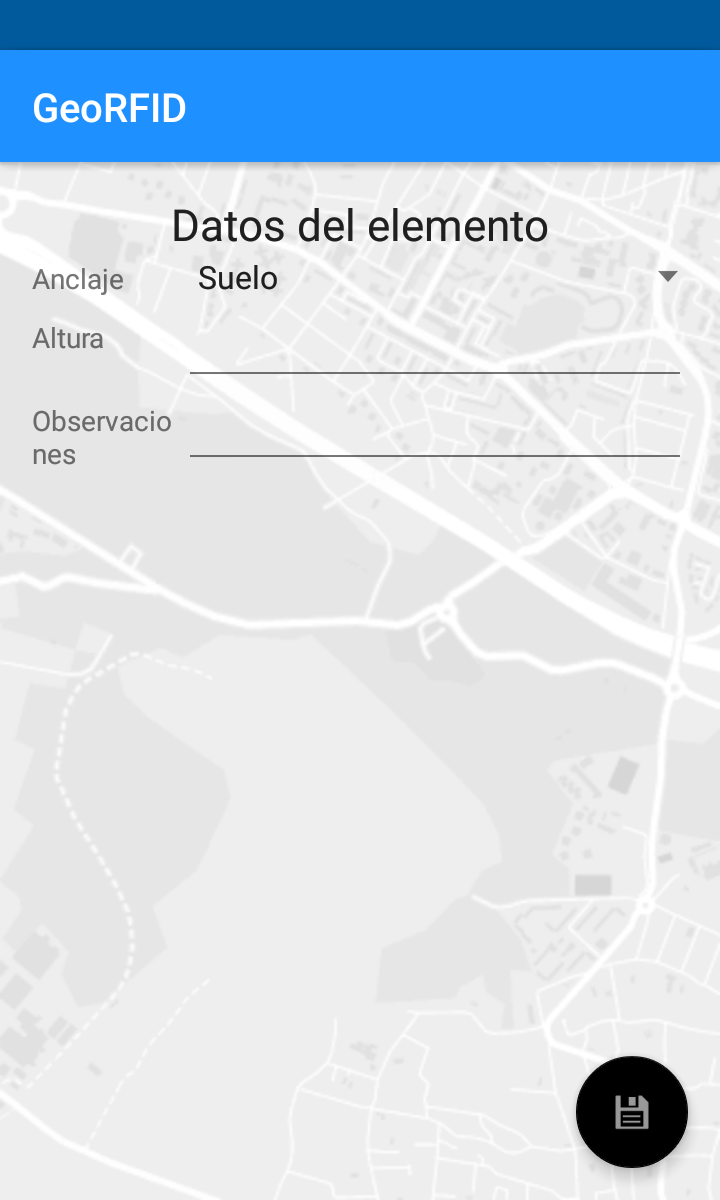 GeoRFID
Datos del elemento
Anclaje Suelo
Altura
Observacio
nes